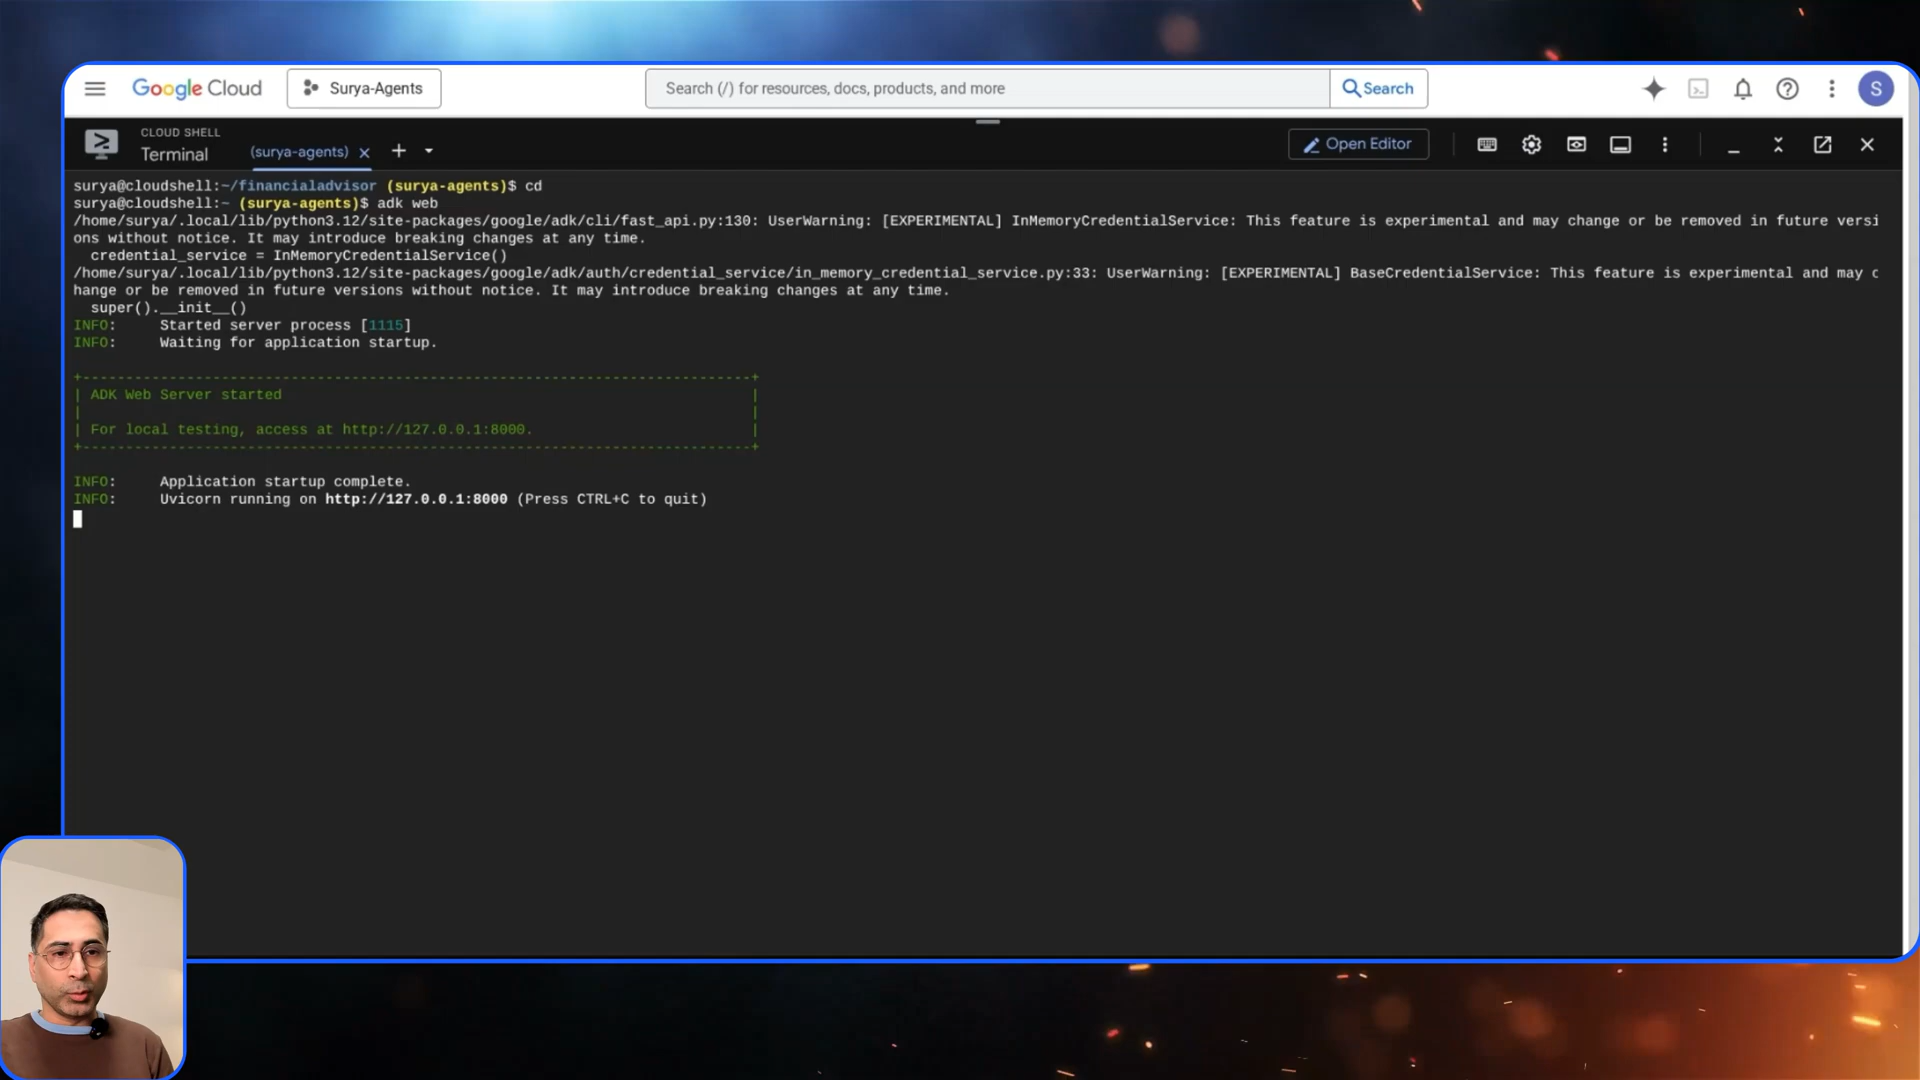 Google Cloud
Surya-Agents
Search (/) for resources, docs, products, and more
Search
S
CLOUD SHELL
Terminal
(surya-agents)
Open Editor
surya@cloudshell:~/financialadvisor (surya-agents)$ cd
surya@cloudshell:~ (surya-agents)$ adk web
/home/surya/.local/lib/python3.12/site-packages/google/adk/cli/fast_api.py:130: UserWarning: [EXPERIMENTAL] InMemoryCredentialService: This feature is experimental and may change or be removed in future versi
ons without notice. It may introduce breaking changes at any time.
credential_service = InMemoryCredentialService()
/home/surya/.local/lib/python3.12/site-packages/google/adk/auth/credential_service/in_memory_credential_service.py:33: UserWarning: [EXPERIMENTAL] BaseCredentialService: This feature is experimental and may c
hange or be removed in future versions without notice. It may introduce breaking changes at any time.
super().__init__()
INFO: Started server process [1115]
INFO: Waiting for application startup.
+-----------------------------------------------------------------------------+
| ADK Web Server started |
| |
| For local testing, access at http://127.0.0.1:8000. |
+-----------------------------------------------------------------------------+
INFO: Application startup complete.
INFO: Uvicorn running on http://127.0.0.1:8000 (Press CTRL+C to quit)